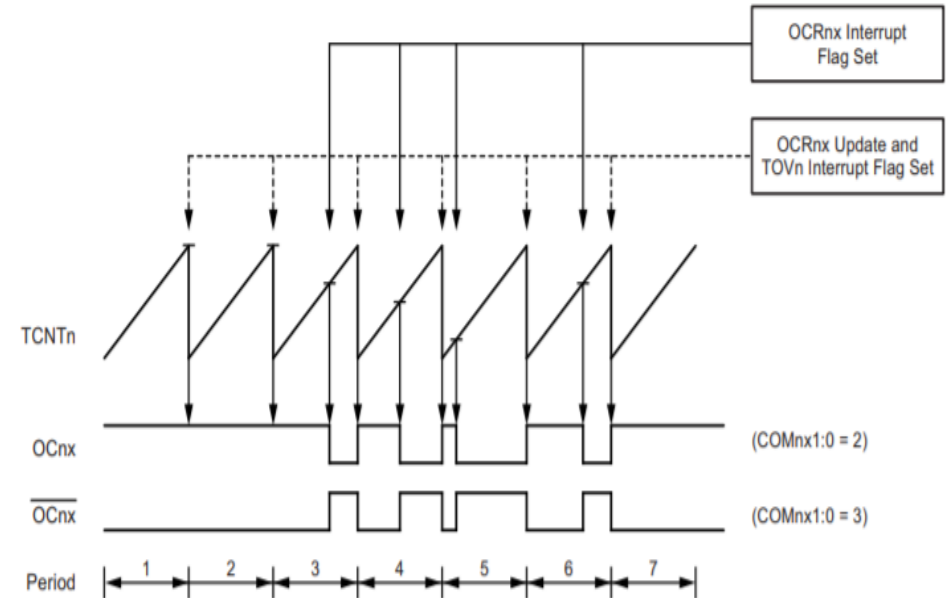 OCRnx Interrupt
Flag Set
OCRnx Update and
TOVn Interrupt Flag Set
TCNTn
OCnx
(COMnx1:0 = 2)
OCnx
(COMnx1:0 = 3)
Period
1
2
3
4
5
6
7